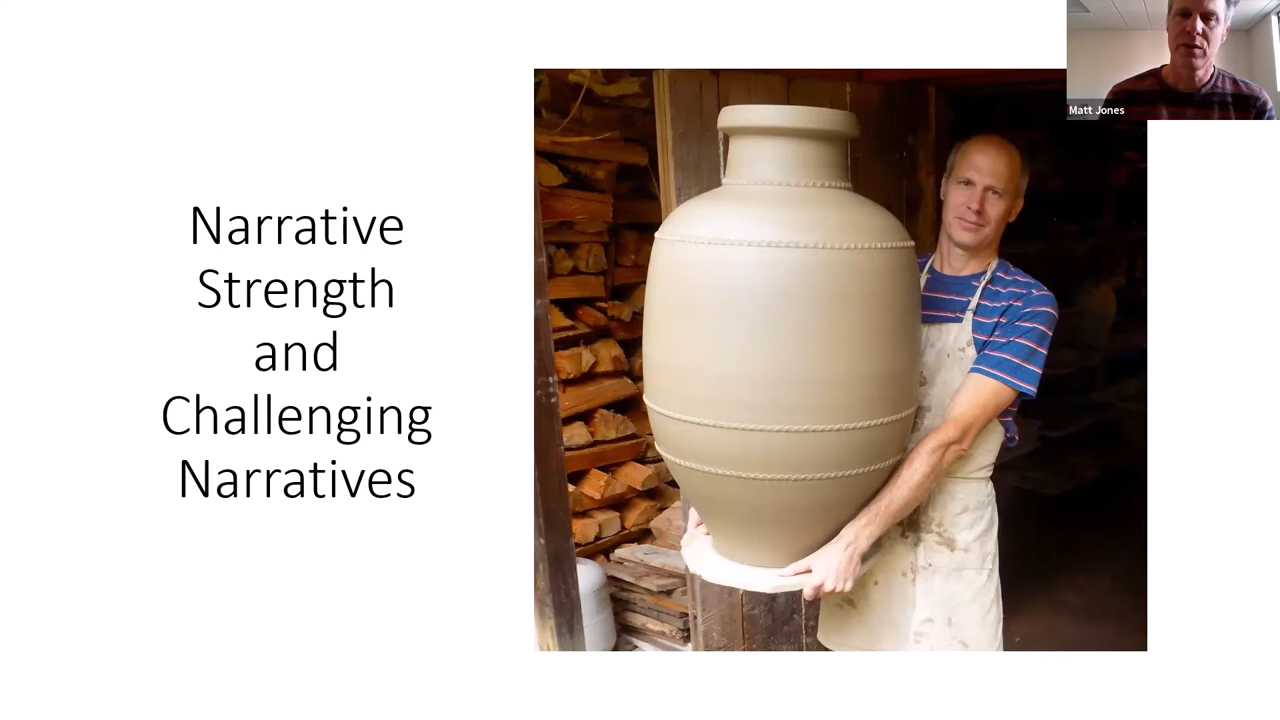 Narrative
Strength
and
Challenging
Narratives
Matt Jones